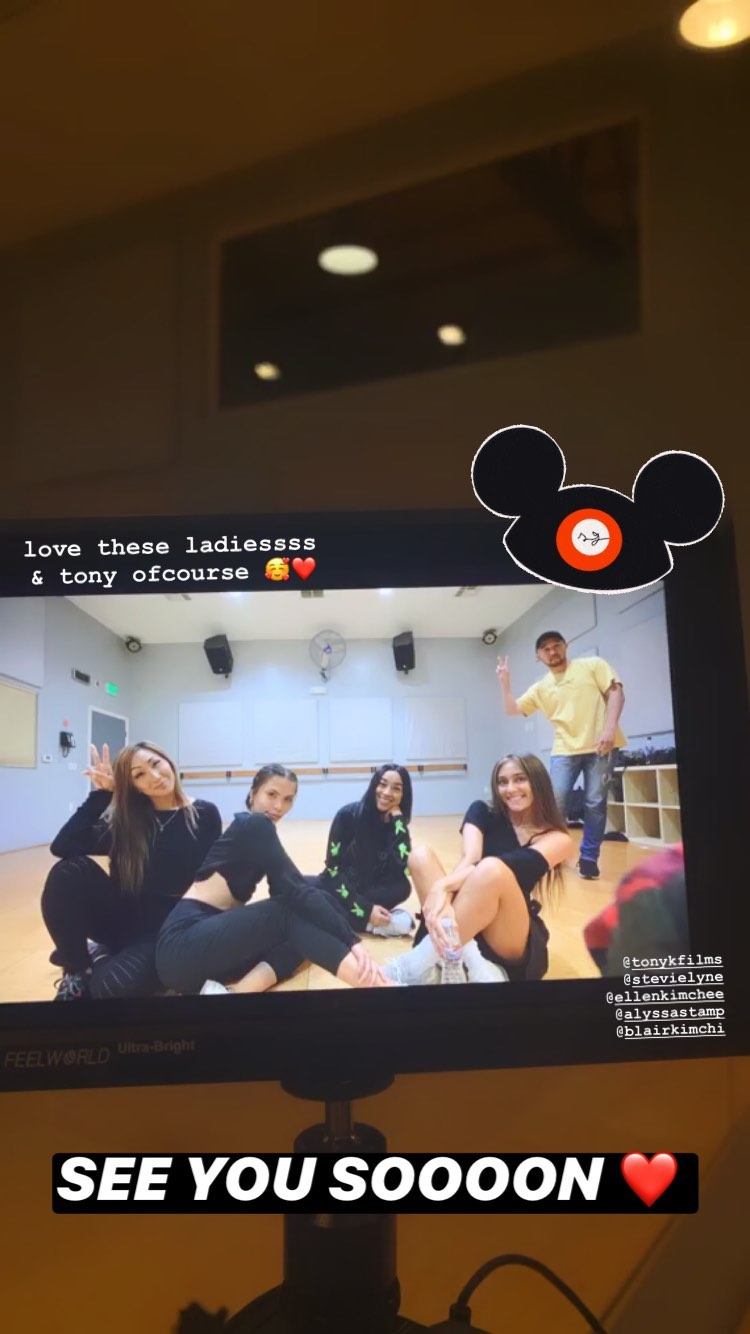 love these ladiessss
& tony ofcourse 🥰❤️
@tonykfilms
@stevielyne
@ellenkimchee
@alyssastamp
@blairkimchi
FEELWORLD Ultra-Bright
SEE YOU SOOOON ❤️